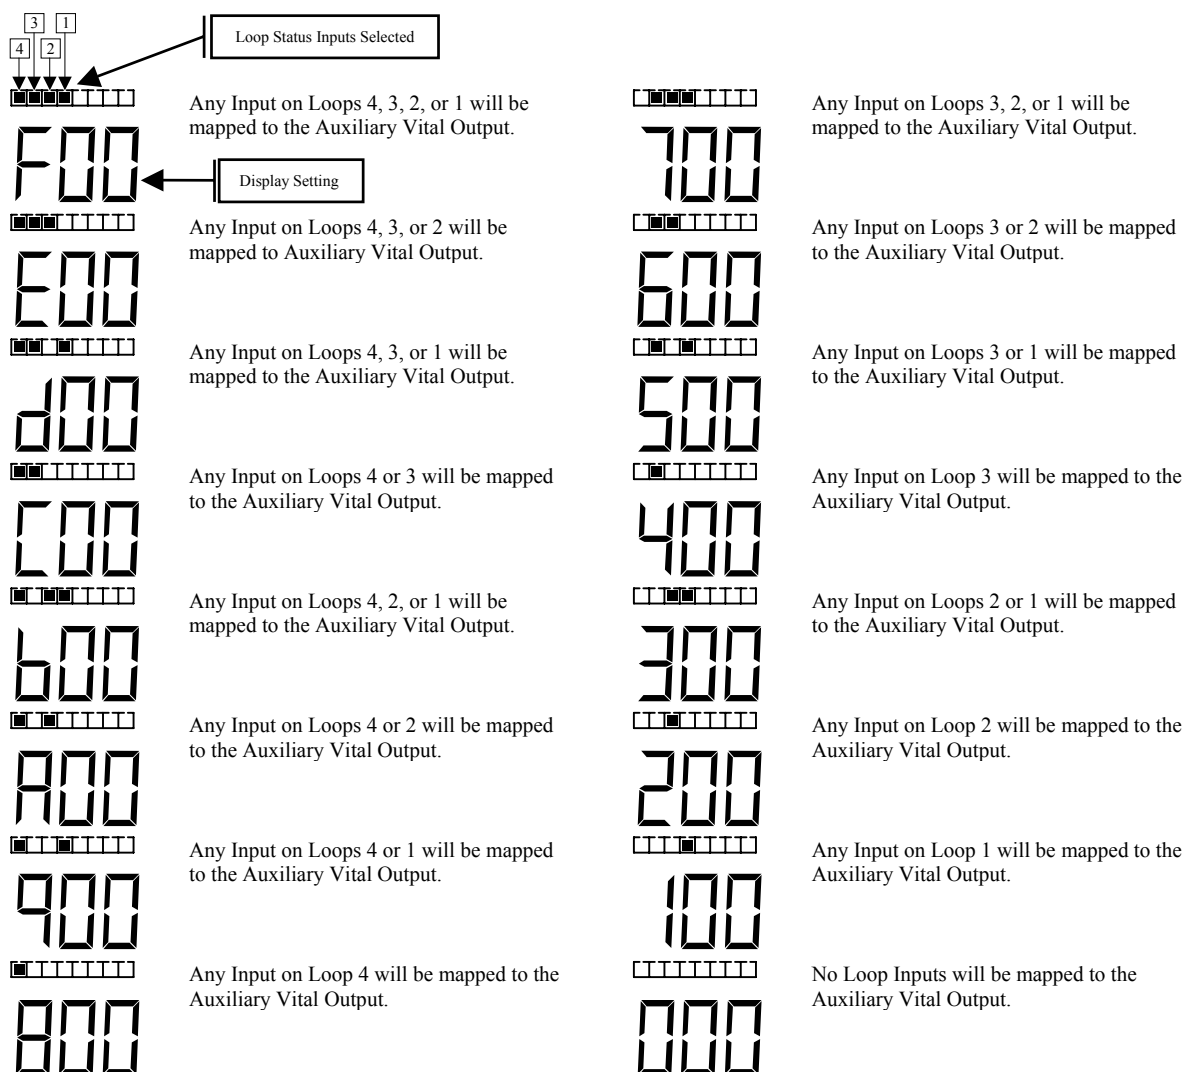 3 1
4 2
Loop Status Inputs Selected
Any Input on Loops 4, 3, 2, or 1 will be
mapped to the Auxiliary Vital Output.
F00
Display Setting
Any Input on Loops 4, 3, or 2 will be
mapped to Auxiliary Vital Output.
E00
Any Input on Loops 4, 3, or 1 will be
mapped to the Auxiliary Vital Output.
d00
Any Input on Loops 4 or 3 will be mapped
to the Auxiliary Vital Output.
C00
Any Input on Loops 4, 2, or 1 will be
mapped to the Auxiliary Vital Output.
b00
Any Input on Loops 4 or 2 will be mapped
to the Auxiliary Vital Output.
A00
Any Input on Loops 4 or 1 will be mapped
to the Auxiliary Vital Output.
900
Any Input on Loop 4 will be mapped to the
Auxiliary Vital Output.
800
Any Input on Loops 3, 2, or 1 will be
mapped to the Auxiliary Vital Output.
700
Any Input on Loops 3 or 2 will be mapped
to the Auxiliary Vital Output.
600
Any Input on Loops 3 or 1 will be mapped
to the Auxiliary Vital Output.
500
Any Input on Loop 3 will be mapped to the
Auxiliary Vital Output.
400
Any Input on Loops 2 or 1 will be mapped
to the Auxiliary Vital Output.
300
Any Input on Loop 2 will be mapped to the
Auxiliary Vital Output.
200
Any Input on Loop 1 will be mapped to the
Auxiliary Vital Output.
100
No Loop Inputs will be mapped to the
Auxiliary Vital Output.
000